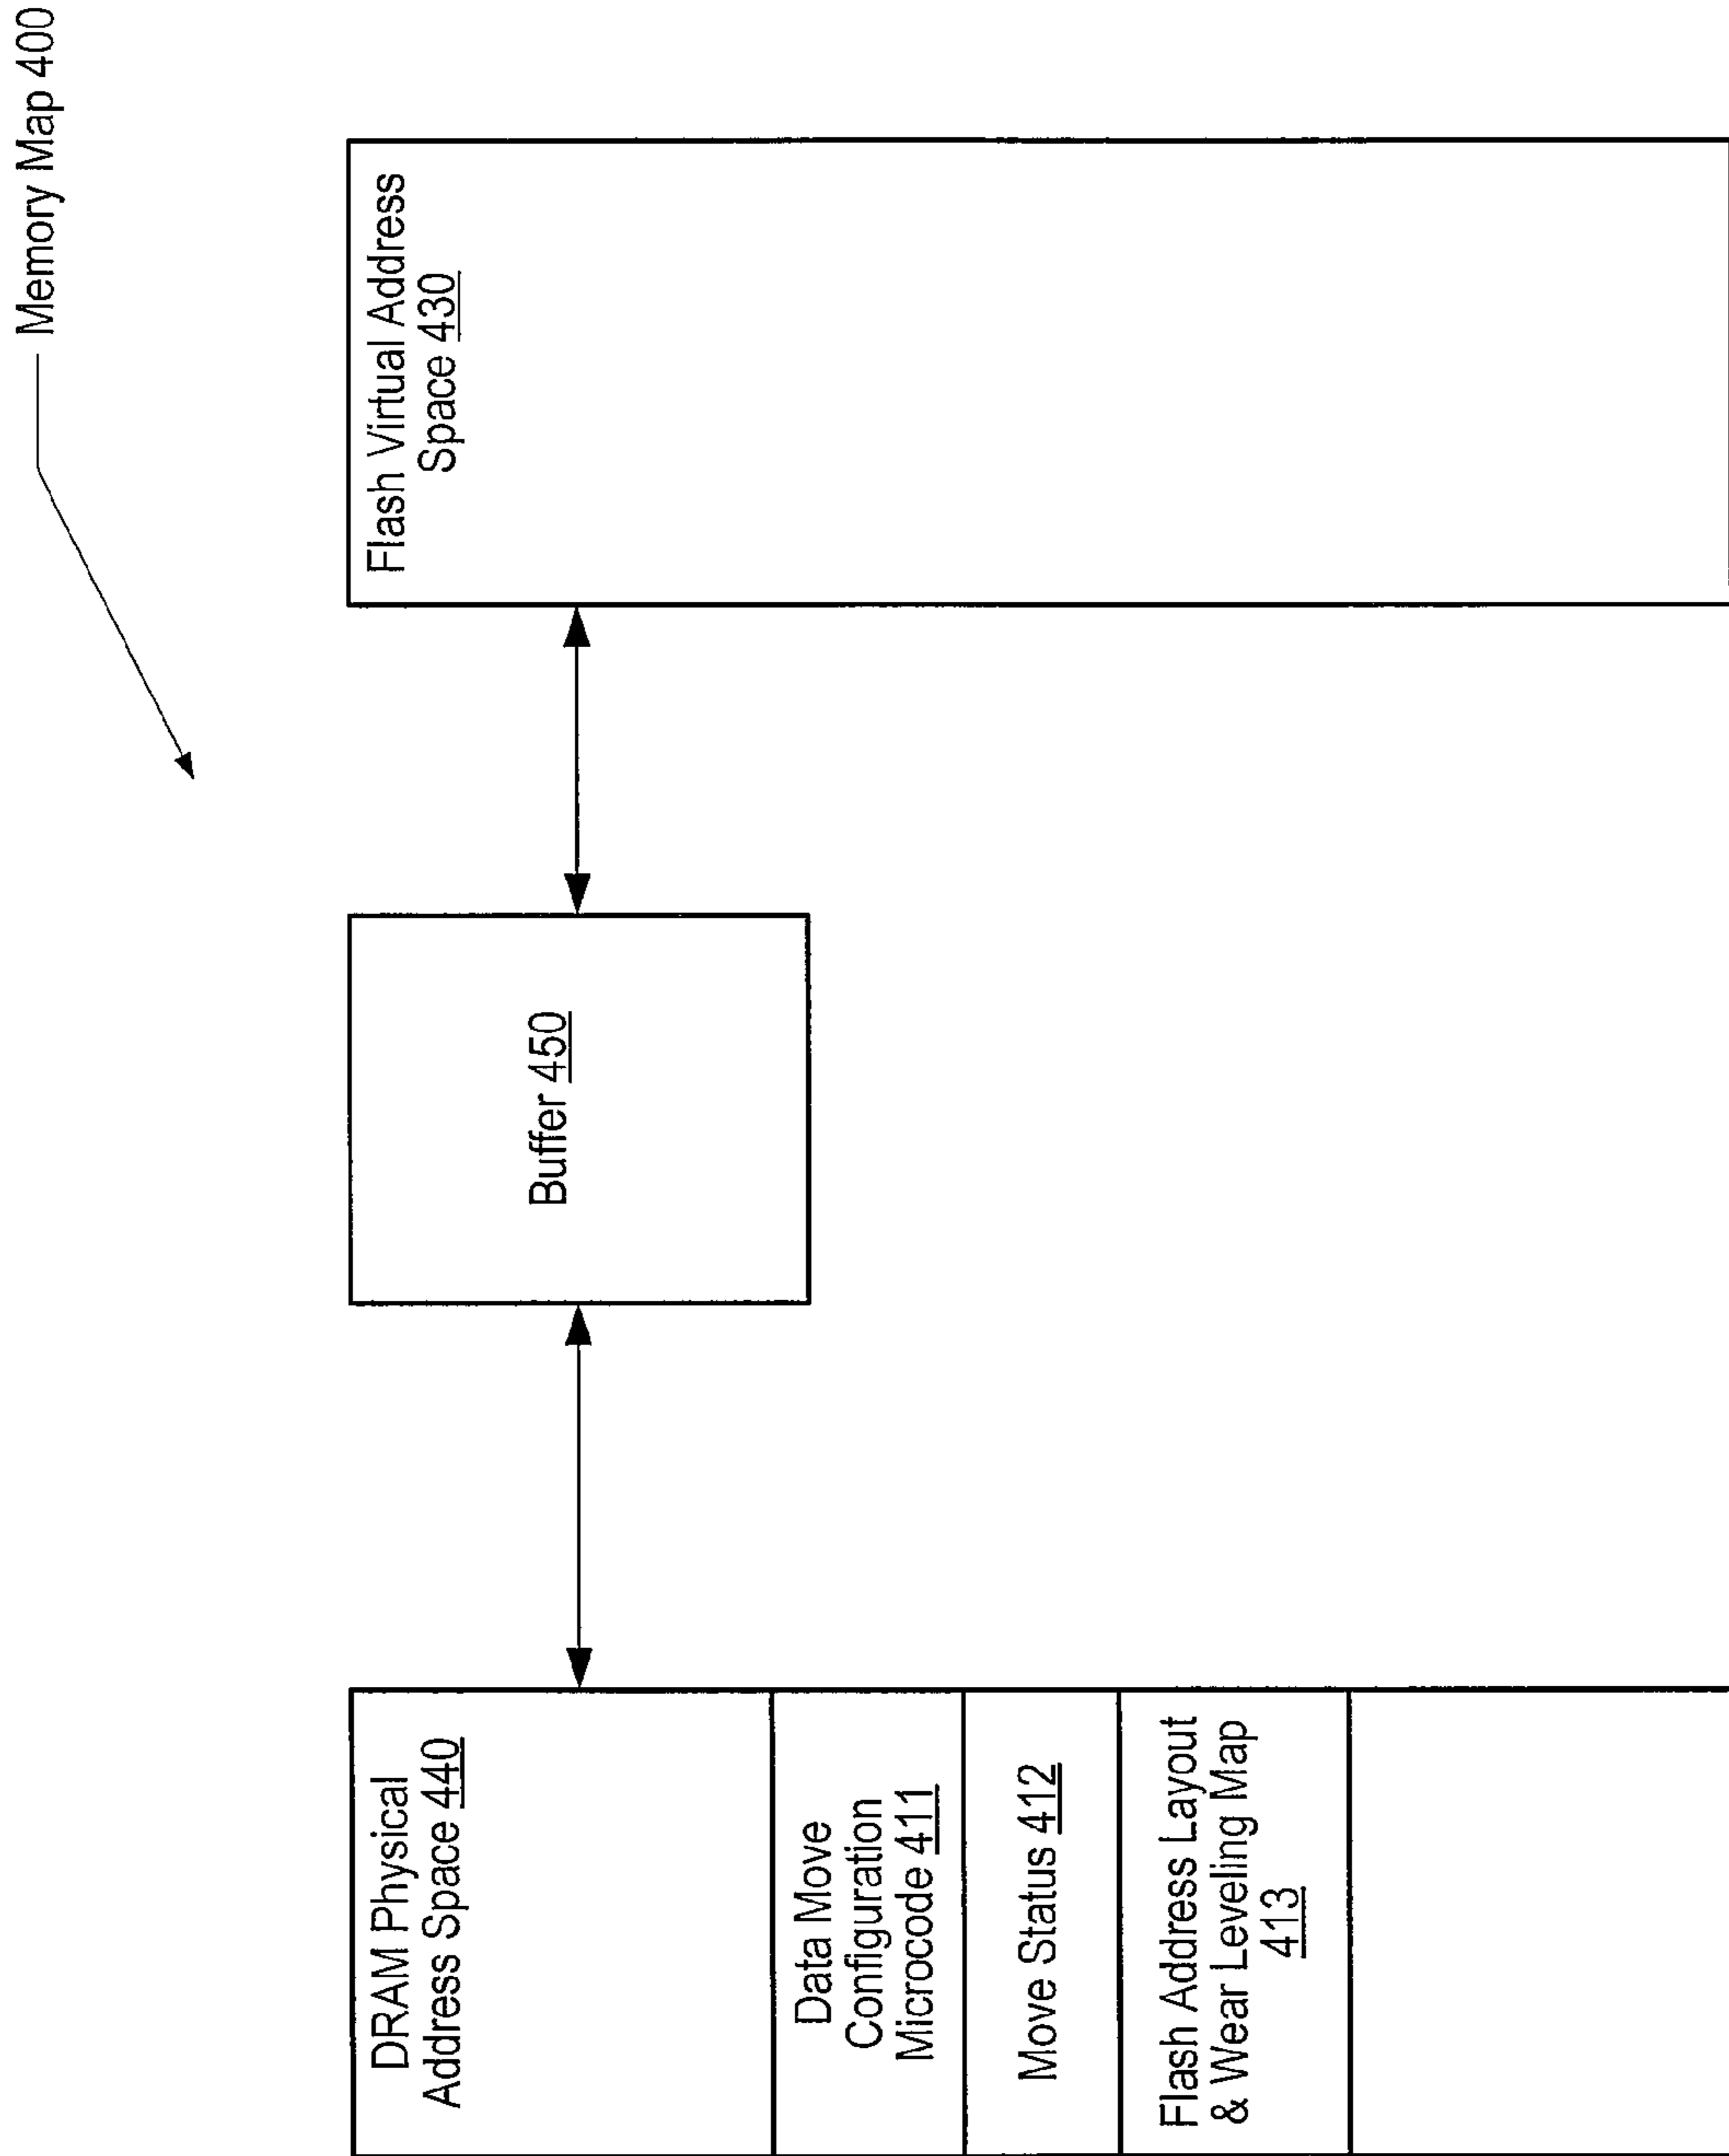 Memory Map 400
DRAM Physical
Address Space 440
Data Move
Configuration
Microcode 411
Move Status 412
Flash Address Layout
& Wear Leveling Map
413
Buffer 450
Flash Virtual Address
Space 430